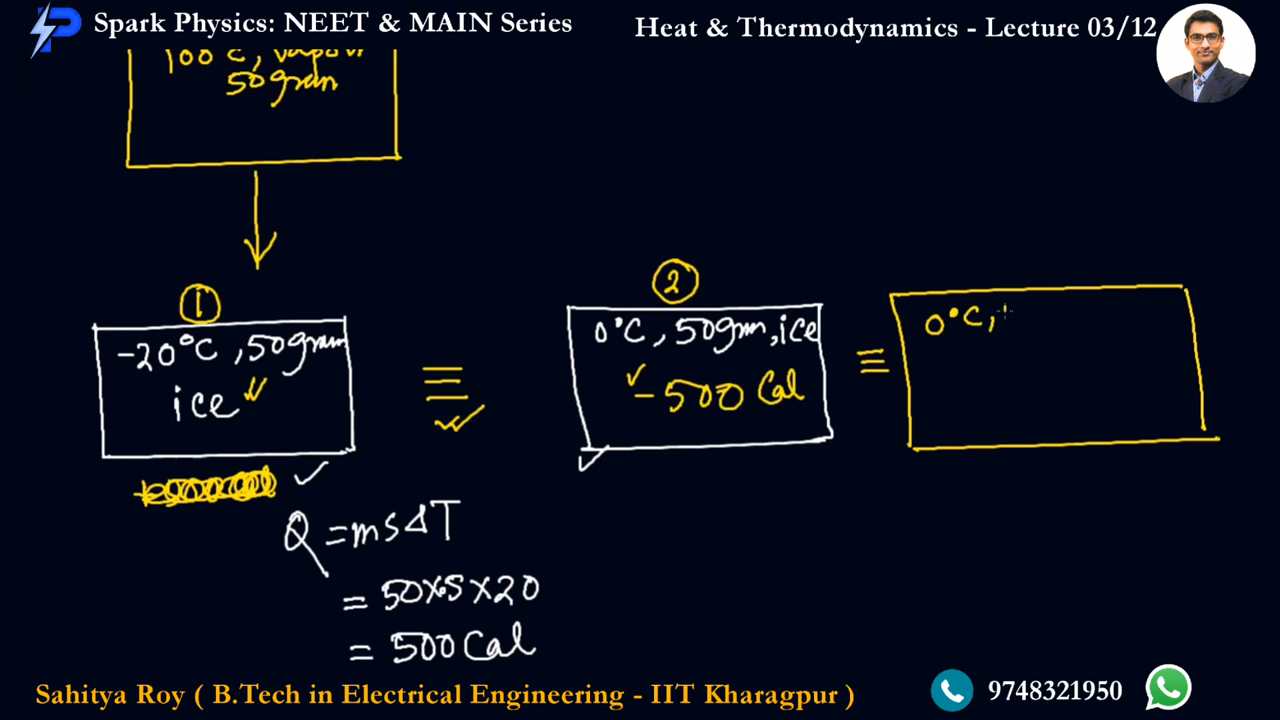 Spark Physics: NEET & MAIN Series
Heat & Thermodynamics - Lecture 03/12
100°C, vapour
50gram
①
-20°C, 50gram
ice
≡
②
0°C, 50gm, ice
-500 Cal
≡
0°C,
Q = msΔT
= 50×.5×20
= 500 Cal
Sahitya Roy ( B.Tech in Electrical Engineering - IIT Kharagpur )
9748321950